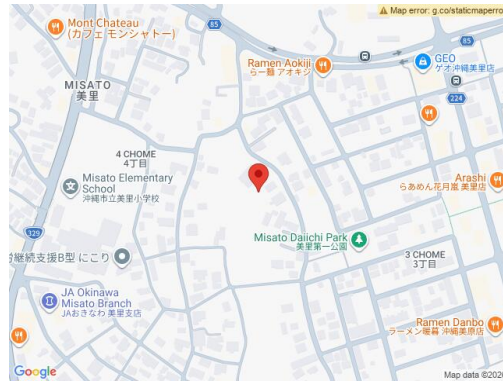 Map error: g.co/staticmaperro
Mont Chateau
(カフェ モンシャトー)
85
85
Ramen Aokiji
らー麺 アオキジ
GEO
ゲオ沖縄美里店
MISATO
美里
224
4 CHOME
4丁目
Misato Elementary
School
沖縄市立美里小学校
Arashi
らあめん花月嵐 美里店
329
Misato Daiichi Park
美里第一公園
3 CHOME
3丁目
労継続支援B型 にこり
JA Okinawa
Misato Branch
JAおきなわ 美里支店
Ramen Danbo
ラーメン暖暮 沖縄美原店
Google
Map data ©202